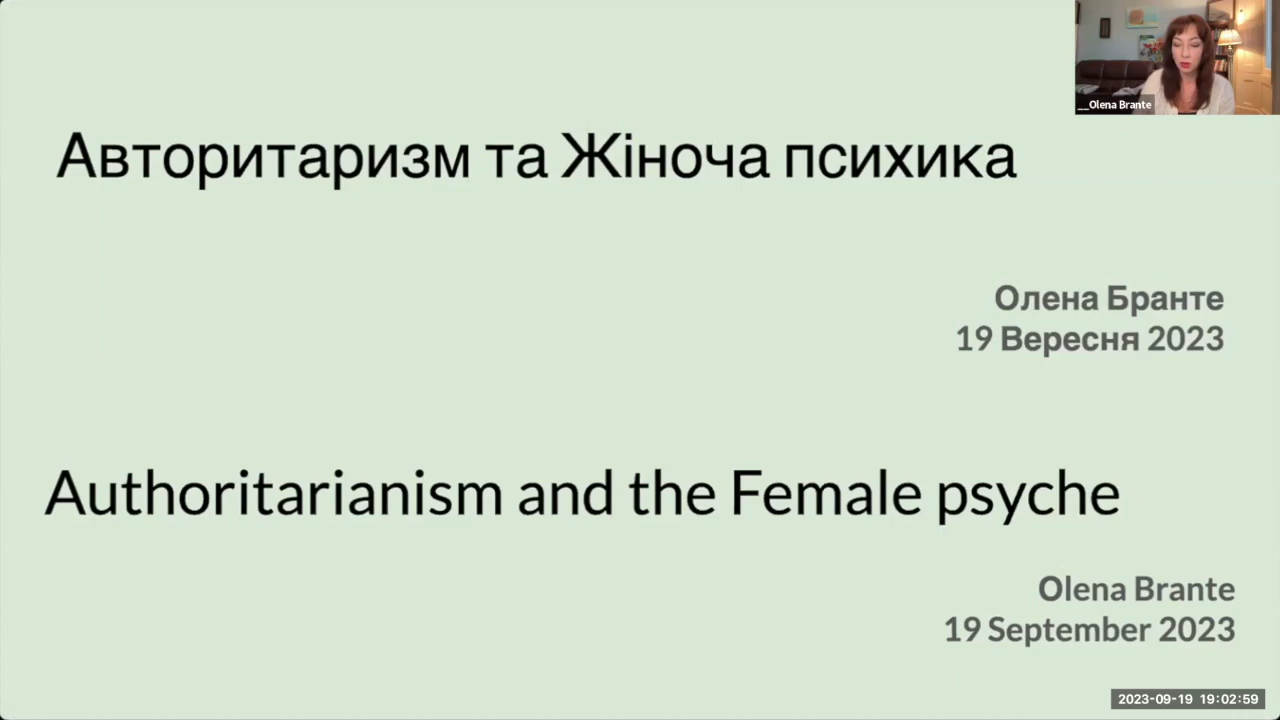 __Olena Brante
Авторитаризм та Жіноча психика
Олена Бранте
19 Вересня 2023
Authoritarianism and the Female psyche
Olena Brante
19 September 2023
2023-09-19 19:02:59